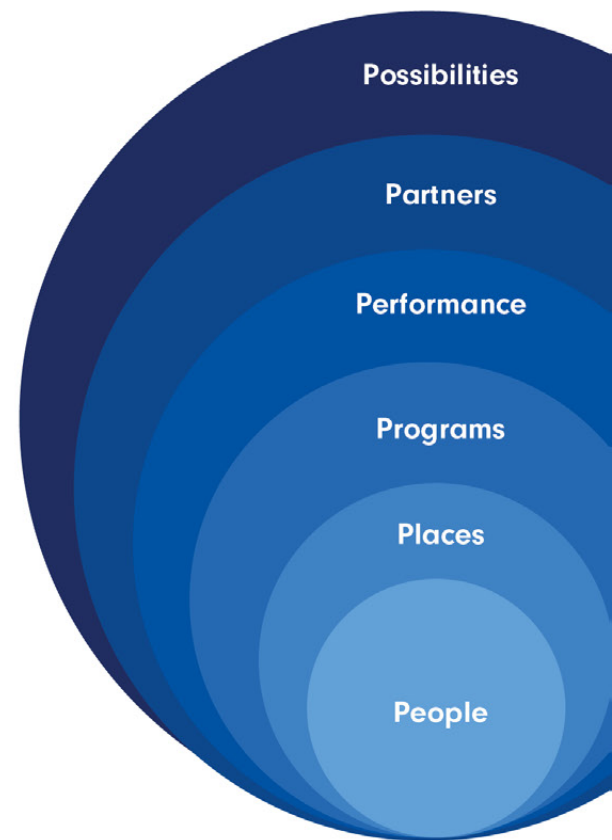 Possibilities
Partners
Performance
Programs
Places
People